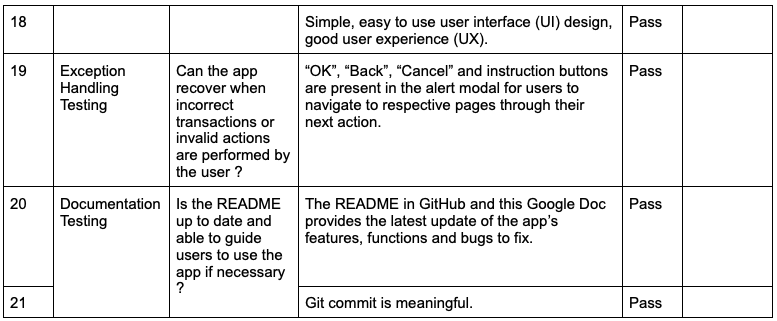 18
Simple, easy to use user interface (UI) design,
good user experience (UX).
Pass
19
Exception
Handling
Testing
Can the app
recover when
incorrect
transactions or
invalid actions
are performed by
the user ?
“OK”, “Back”, “Cancel” and instruction buttons
are present in the alert modal for users to
navigate to respective pages through their
next action.
Pass
20
Documentation
Testing
Is the README
up to date and
able to guide
users to use the
app if necessary
?
The README in GitHub and this Google Doc
provides the latest update of the app’s
features, functions and bugs to fix.
Pass
21
Git commit is meaningful.
Pass